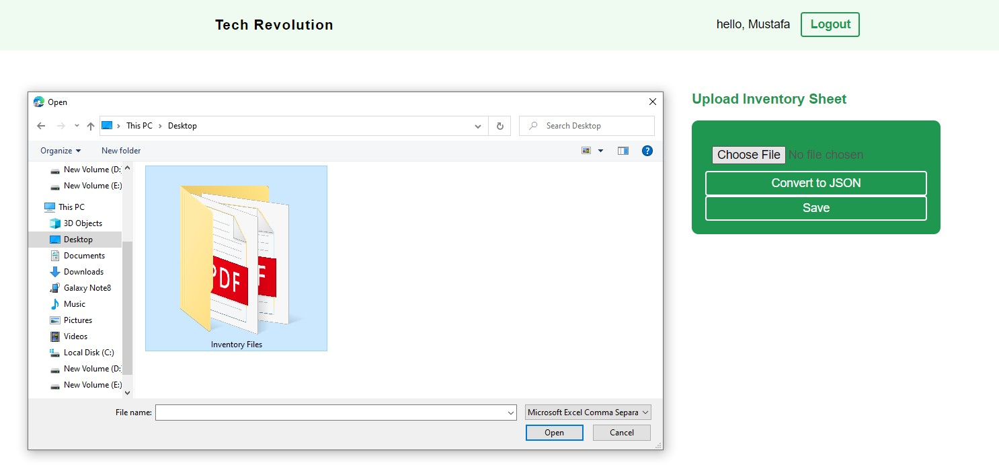 Tech Revolution
hello, Mustafa
Logout
Open
This PC
Desktop
Search Desktop
Organize
New folder
New Volume (D:
New Volume (E:)
This PC
3D Objects
Desktop
Documents
Downloads
Galaxy Note8
Music
Pictures
Videos
Local Disk (C:)
New Volume (D:
New Volume (E:)
PDF
F
Inventory Files
File name:
Microsoft Excel Comma Separa
Open
Cancel
Upload Inventory Sheet
Choose File No file chosen
Convert to JSON
Save